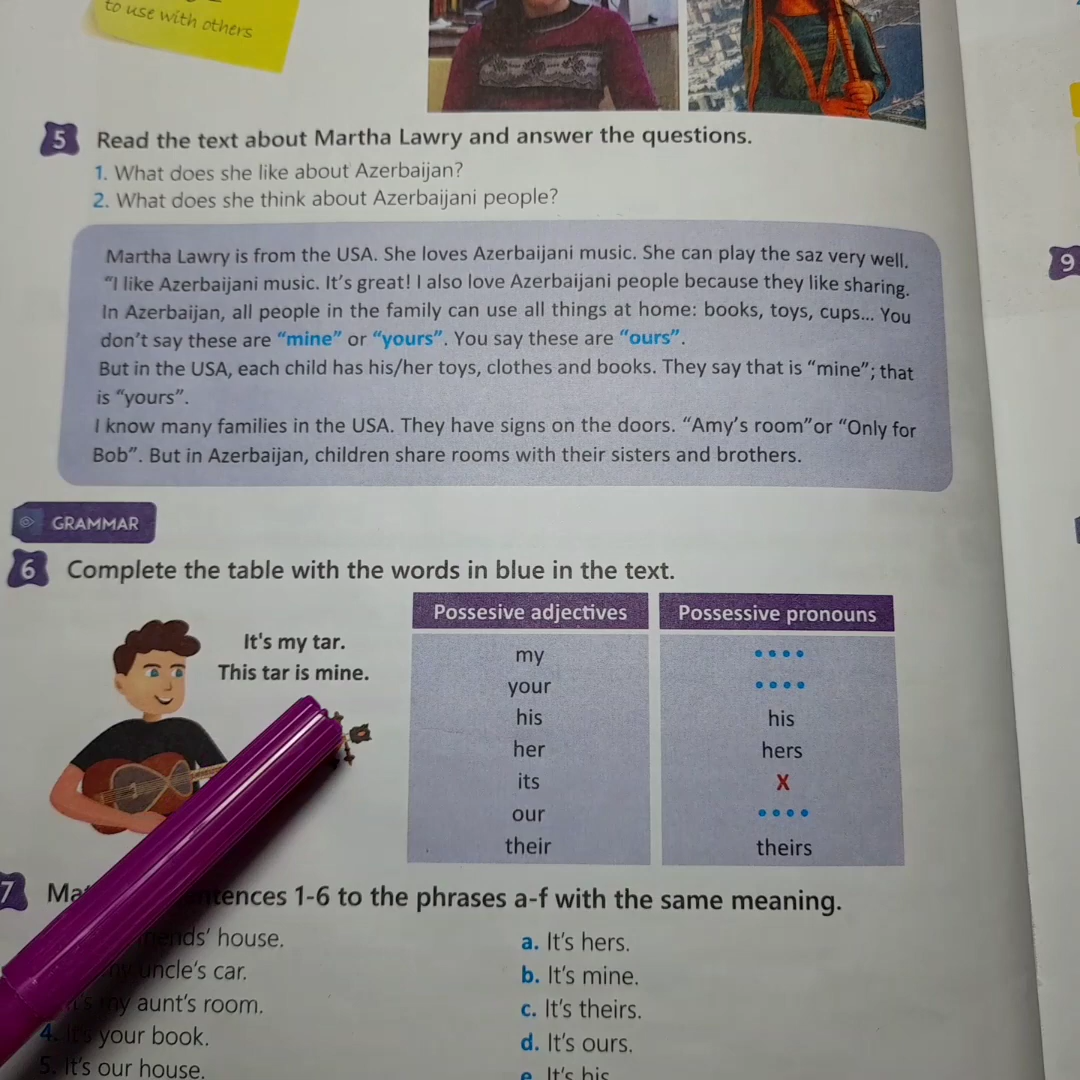 to use with others
5 Read the text about Martha Lawry and answer the questions.
1. What does she like about Azerbaijan?
2. What does she think about Azerbaijani people?
Martha Lawry is from the USA. She loves Azerbaijani music. She can play the saz very well.
“I like Azerbaijani music. It’s great! I also love Azerbaijani people because they like sharing.
In Azerbaijan, all people in the family can use all things at home: books, toys, cups... You
don’t say these are “mine” or “yours”. You say these are “ours”.
But in the USA, each child has his/her toys, clothes and books. They say that is “mine”; that
is “yours”.
I know many families in the USA. They have signs on the doors. “Amy’s room”or “Only for
Bob”. But in Azerbaijan, children share rooms with their sisters and brothers.
9
GRAMMAR
6 Complete the table with the words in blue in the text.
It's my tar.
This tar is mine.
Possesive adjectives Possessive pronouns
my ....
your ....
his his
her hers
its X
our ....
their theirs
7 sentences 1-6 to the phrases a-f with the same meaning.
house. a. It’s hers.
uncle’s car. b. It’s mine.
my aunt’s room. c. It’s theirs.
4. It’s your book. d. It’s ours.
5. It’s our house. e. It’s his